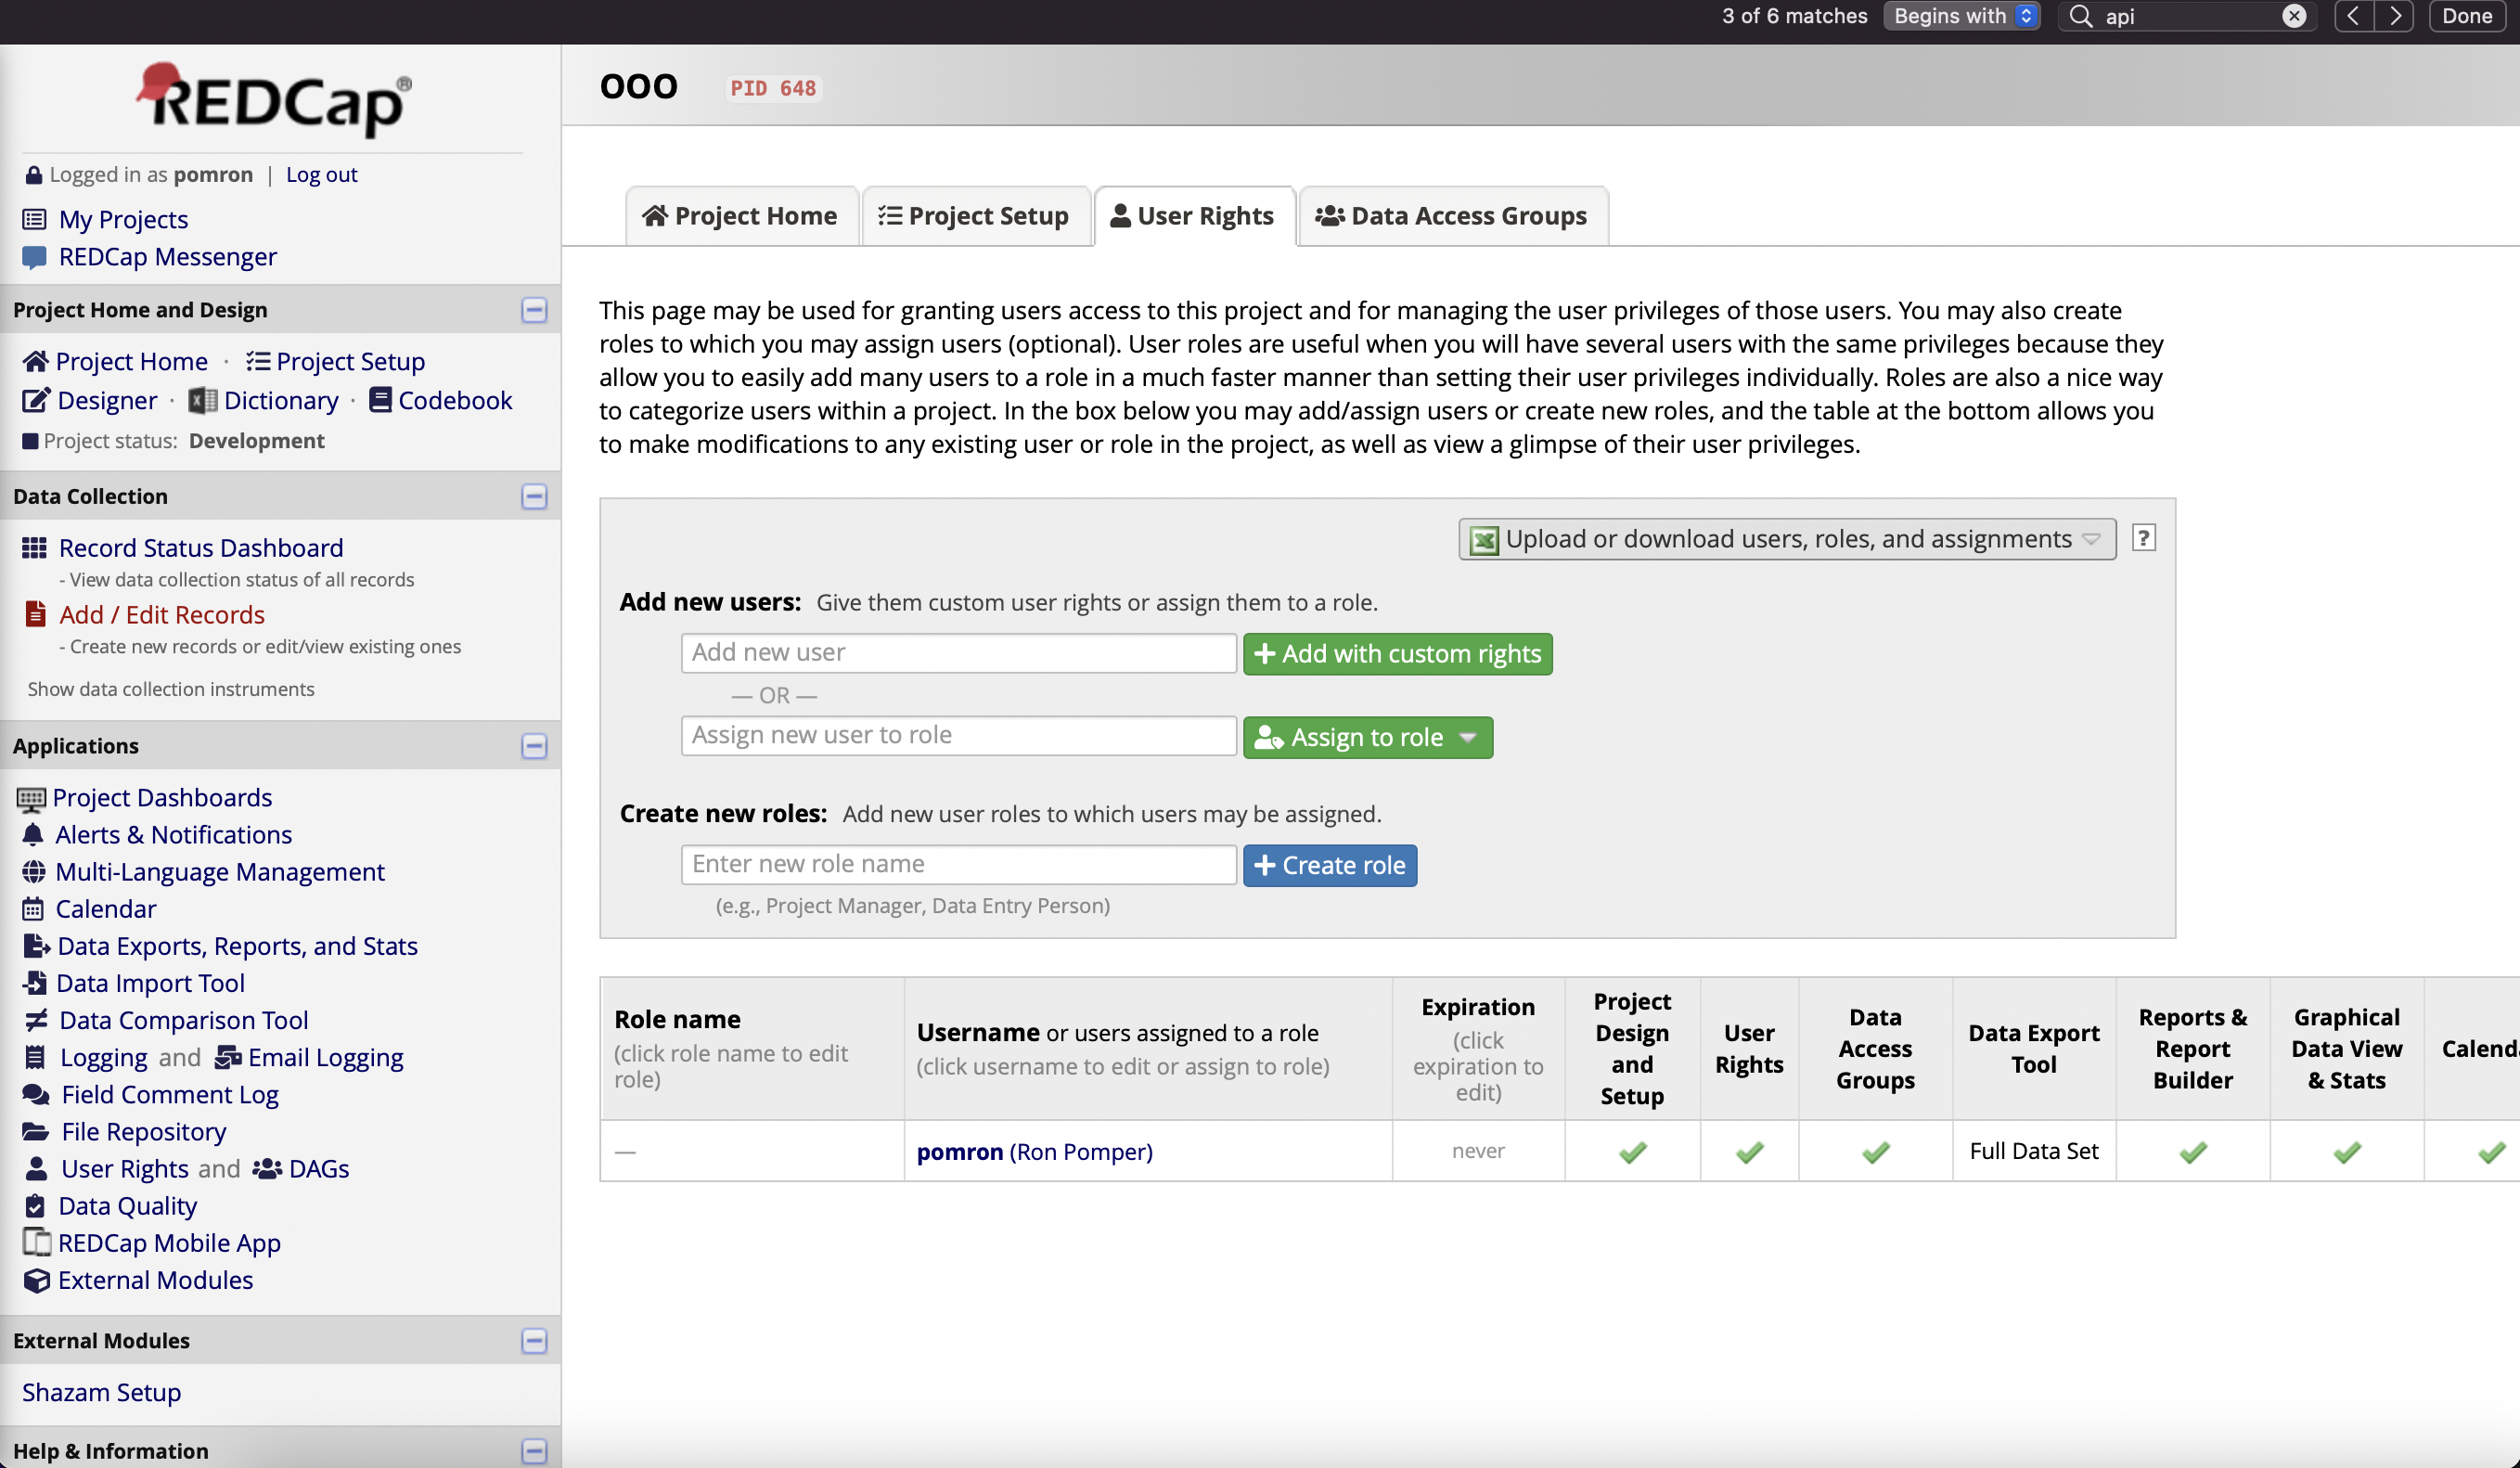 3 of 6 matches Begins with api Done
REDCap®
Logged in as pomron | Log out
My Projects
REDCap Messenger
Project Home and Design
Project Home · Project Setup
Designer · Dictionary · Codebook
Project status: Development
Data Collection
Record Status Dashboard
- View data collection status of all records
Add / Edit Records
- Create new records or edit/view existing ones
Show data collection instruments
Applications
Project Dashboards
Alerts & Notifications
Multi-Language Management
Calendar
Data Exports, Reports, and Stats
Data Import Tool
Data Comparison Tool
Logging and Email Logging
Field Comment Log
File Repository
User Rights and DAGs
Data Quality
REDCap Mobile App
External Modules
External Modules
Shazam Setup
Help & Information
OOO PID 648
Project Home Project Setup User Rights Data Access Groups
This page may be used for granting users access to this project and for managing the user privileges of those users. You may also create
roles to which you may assign users (optional). User roles are useful when you will have several users with the same privileges because they
allow you to easily add many users to a role in a much faster manner than setting their user privileges individually. Roles are also a nice way
to categorize users within a project. In the box below you may add/assign users or create new roles, and the table at the bottom allows you
to make modifications to any existing user or role in the project, as well as view a glimpse of their user privileges.
Upload or download users, roles, and assignments ?
Add new users: Give them custom user rights or assign them to a role.
Add new user + Add with custom rights
— OR —
Assign new user to role Assign to role
Create new roles: Add new user roles to which users may be assigned.
Enter new role name + Create role
(e.g., Project Manager, Data Entry Person)
Role name
(click role name to edit
role)
Username or users assigned to a role
(click username to edit or assign to role)
Expiration
(click
expiration to
edit)
Project
Design
and
Setup
User
Rights
Data
Access
Groups
Data Export
Tool
Reports &
Report
Builder
Graphical
Data View
& Stats
Calend
— pomron (Ron Pomper) never Full Data Set